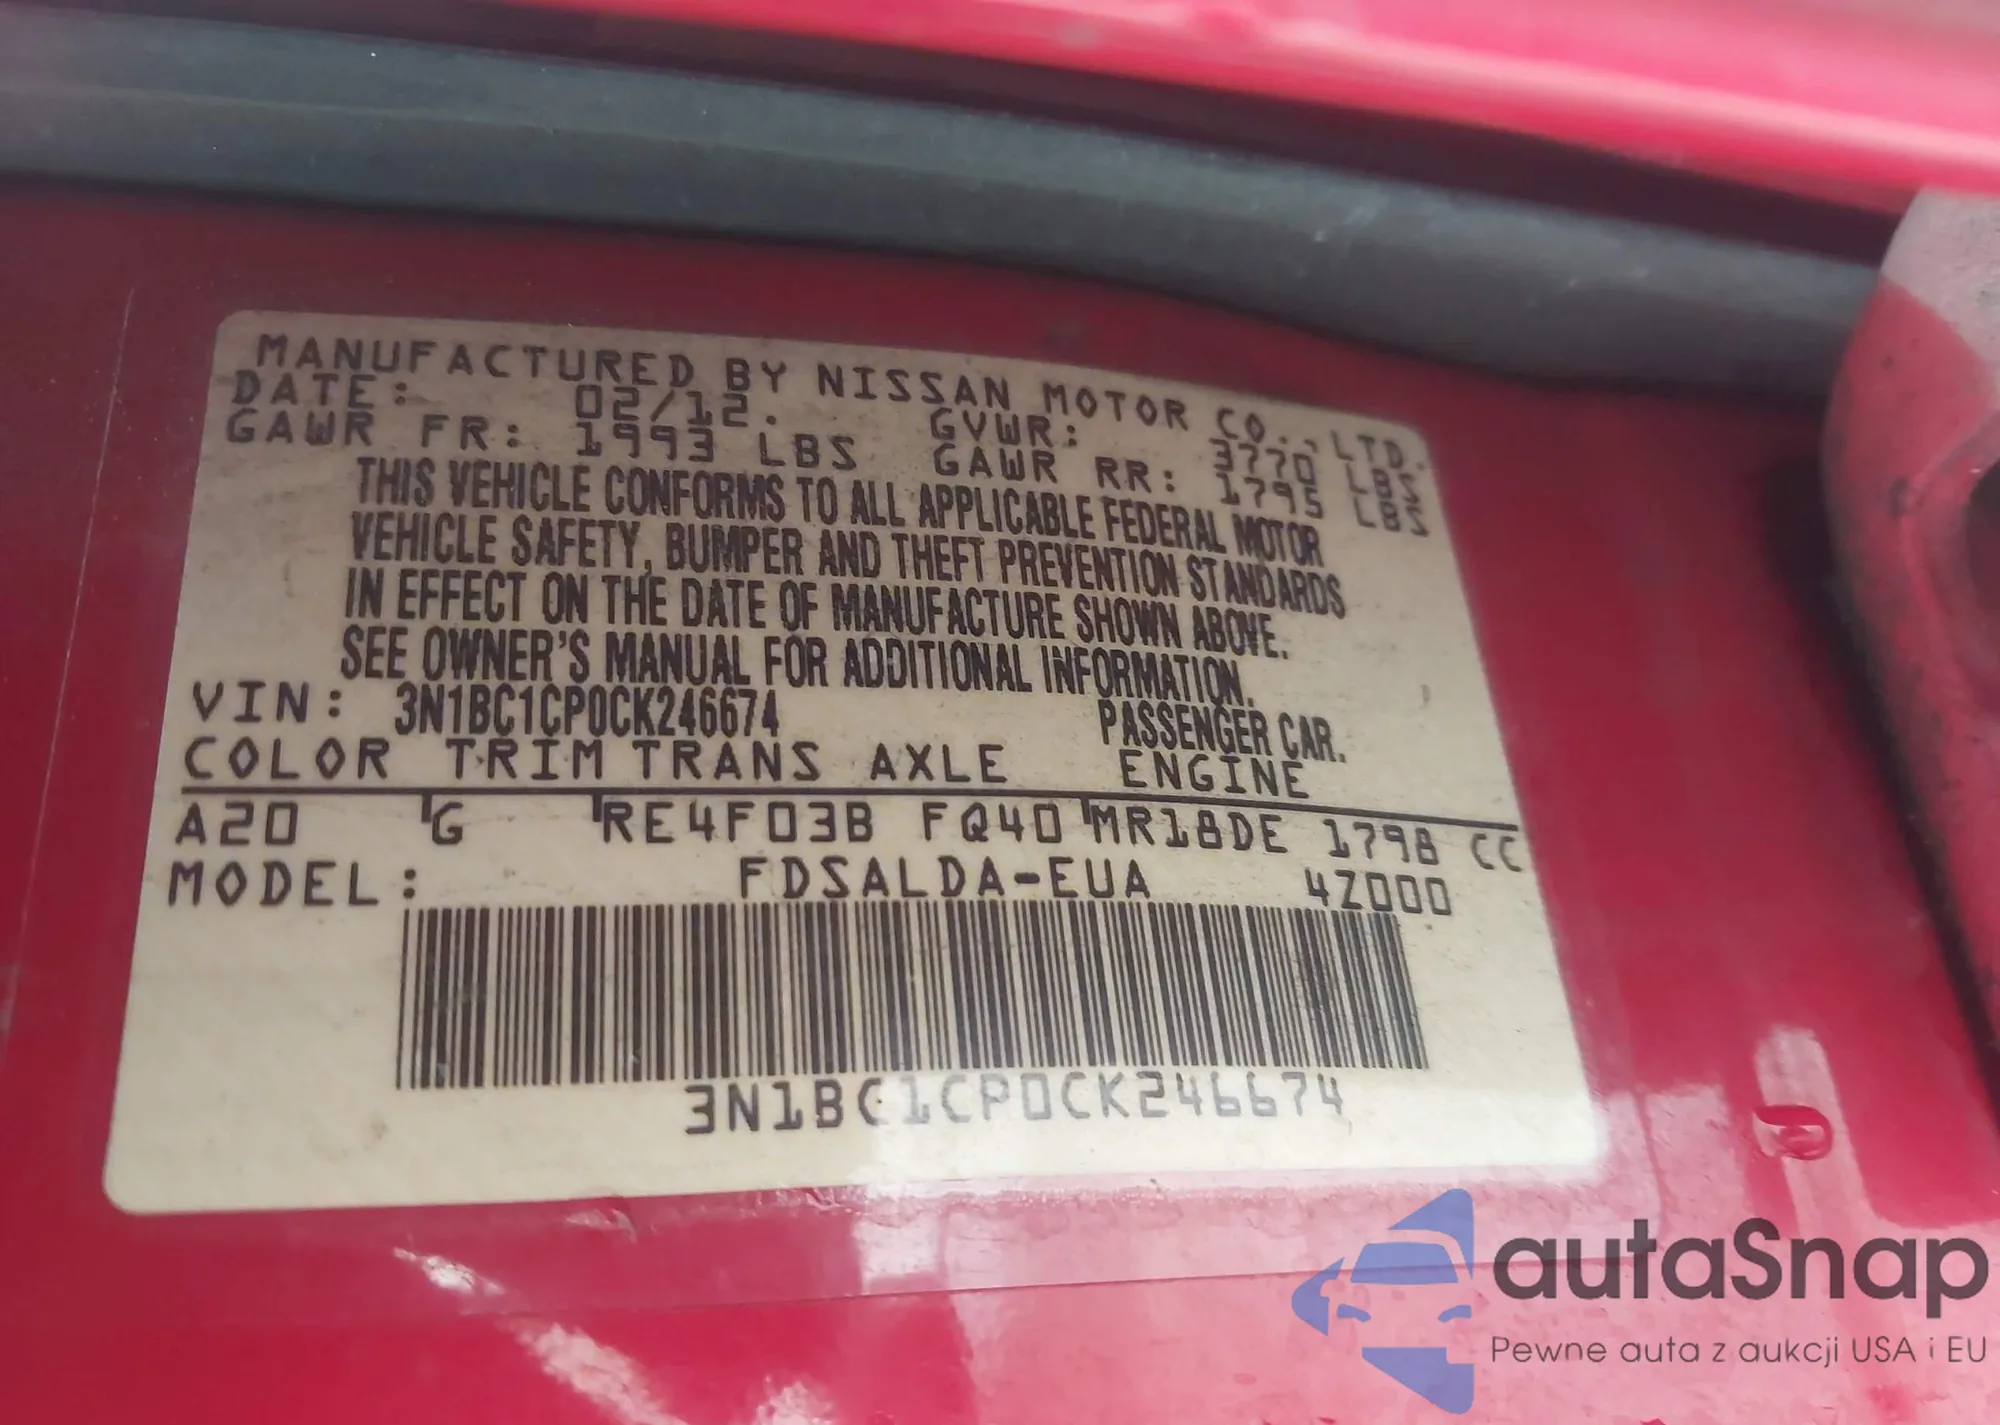 MANUFACTURED BY NISSAN MOTOR CO., LTD.
DATE: 02/12. GVWR: 3770 LBS
GAWR FR: 1993 LBS GAWR RR: 1795 LBS
THIS VEHICLE CONFORMS TO ALL APPLICABLE FEDERAL MOTOR
VEHICLE SAFETY, BUMPER AND THEFT PREVENTION STANDARDS
IN EFFECT ON THE DATE OF MANUFACTURE SHOWN ABOVE.
SEE OWNER'S MANUAL FOR ADDITIONAL INFORMATION.
VIN: 3N1BC1CP0CK246674 PASSENGER CAR.
COLOR TRIM TRANS AXLE ENGINE
A20 G RE4F03B FQ40 MR18DE 1798 CC
MODEL: FDSALDA-EUA 4Z000
3N1BC1CP0CK246674
autaSnap
Pewne auta z aukcji USA i EU